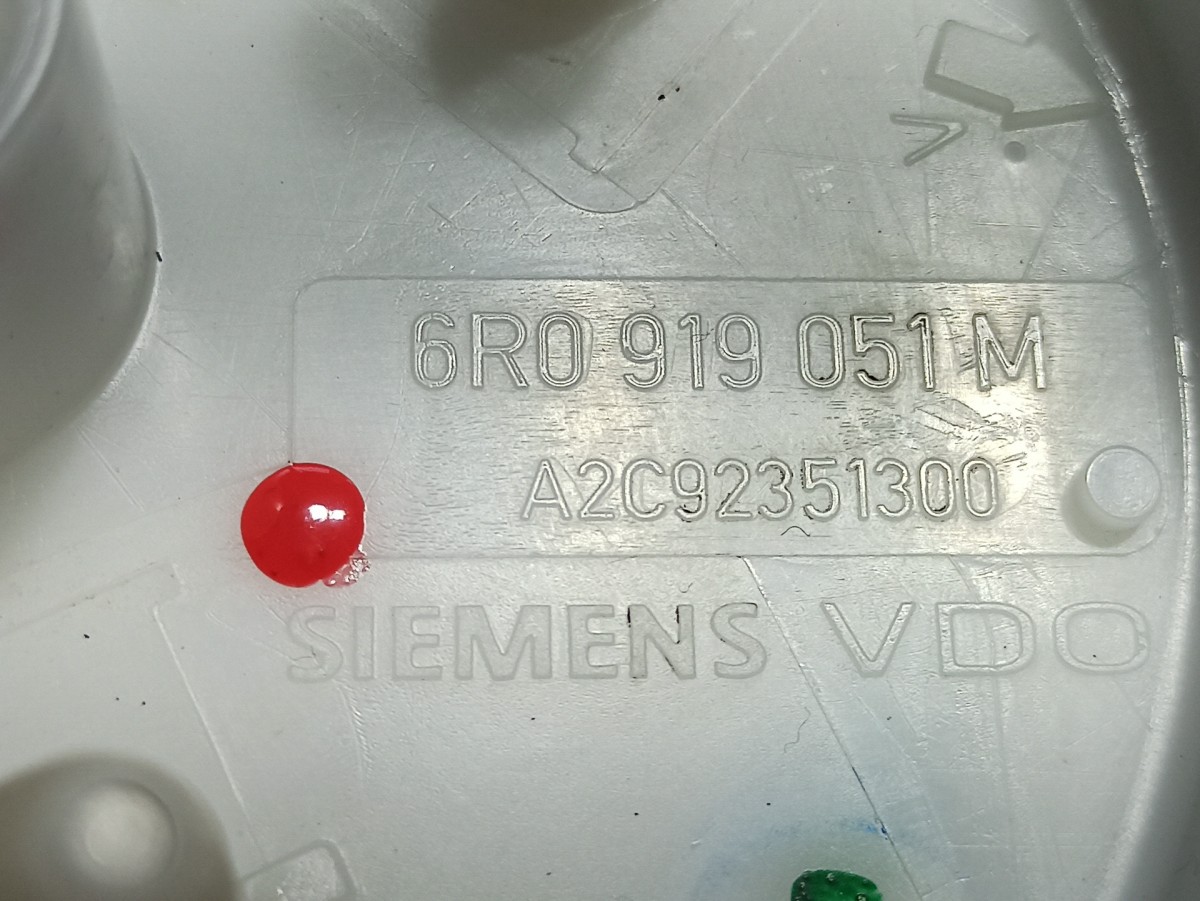 6R0 919 051 M
A2C92351300
SIEMENS VDO